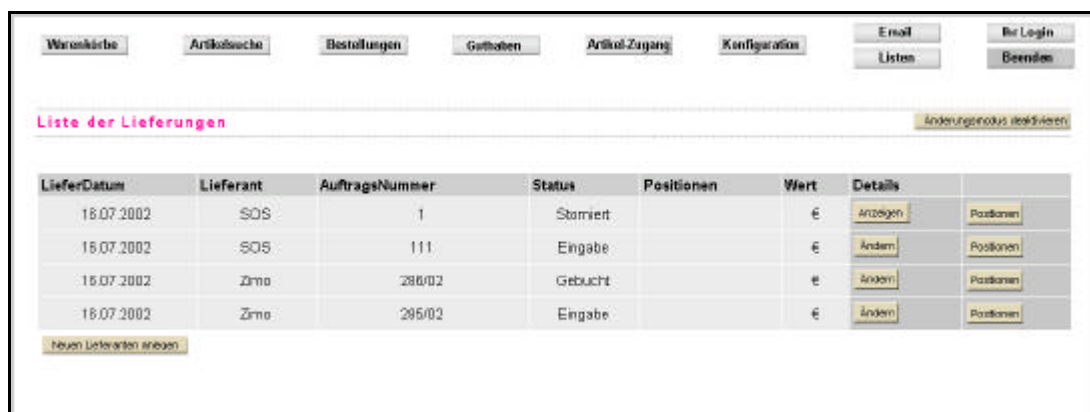 Warenkörbe Artikelsuche Bestellungen Guthaben Artikel-Zugang Konfiguration Email Ihr Login
Listen Beenden
Liste der Lieferungen Änderungsmodus deaktivieren
LieferDatum Lieferant AuftragsNummer Status Positionen Wert Details
16.07.2002 SOS 1 Storniert € Anzeigen Positionen
16.07.2002 SOS 111 Eingabe € Ändern Positionen
16.07.2002 Zimo 286/02 Gebucht € Ändern Positionen
16.07.2002 Zimo 295/02 Eingabe € Ändern Positionen
Neuen Lieferanten anlegen